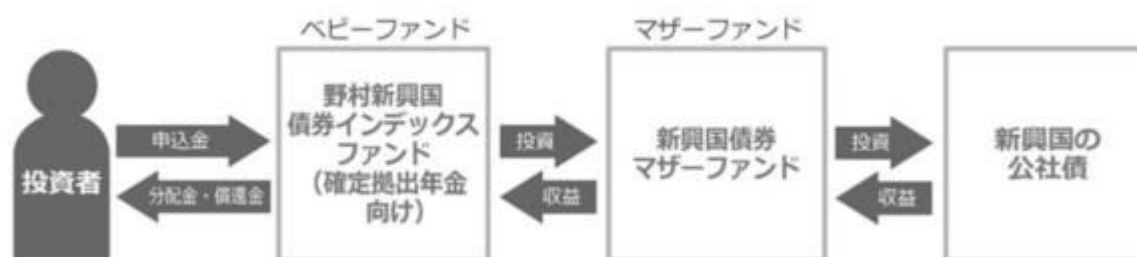 ベビーファンド
マザーファンド
投資者
申込金
分配金・償還金
野村新興国
債券インデックス
ファンド
（確定拠出年金
向け）
投資
収益
新興国債券
マザーファンド
投資
収益
新興国の
公社債